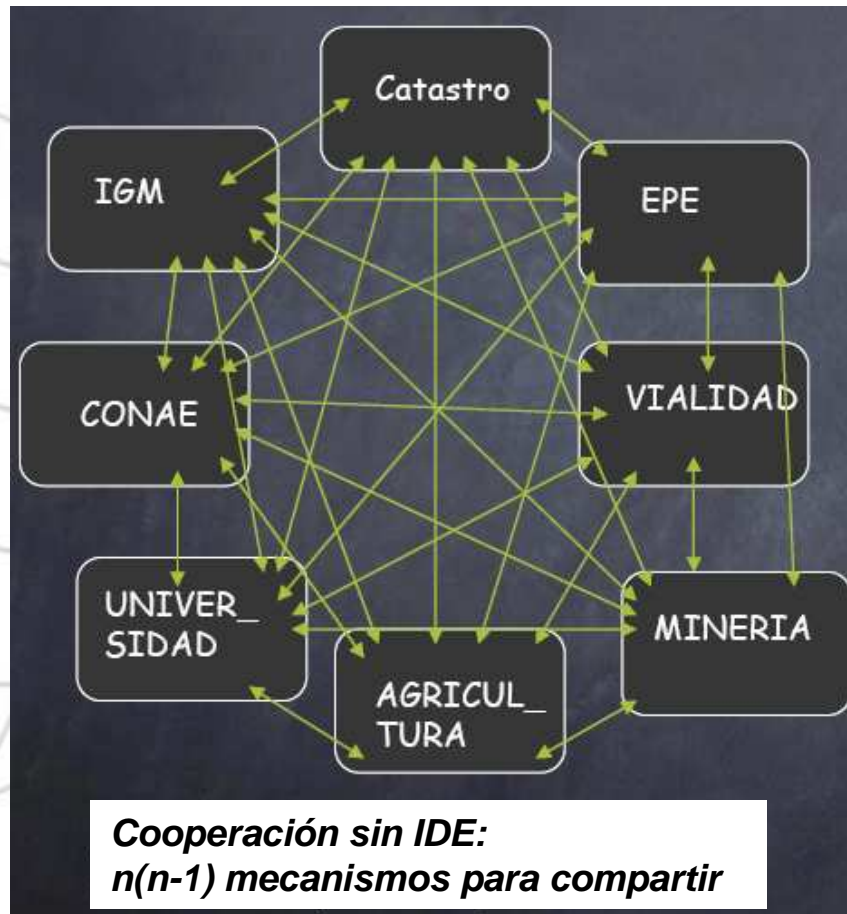 Catastro
IGM
EPE
CONAE
VIALIDAD
UNIVER_
SIDAD
MINERIA
AGRICUL_
TURA
Cooperación sin IDE:
n(n-1) mecanismos para compartir